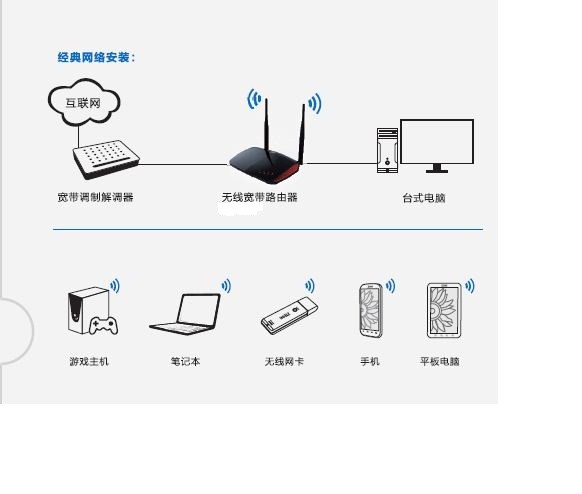 经典网络安装：
互联网
宽带调制解调器
无线宽带路由器
台式电脑
游戏主机
笔记本
无线网卡
手机
平板电脑